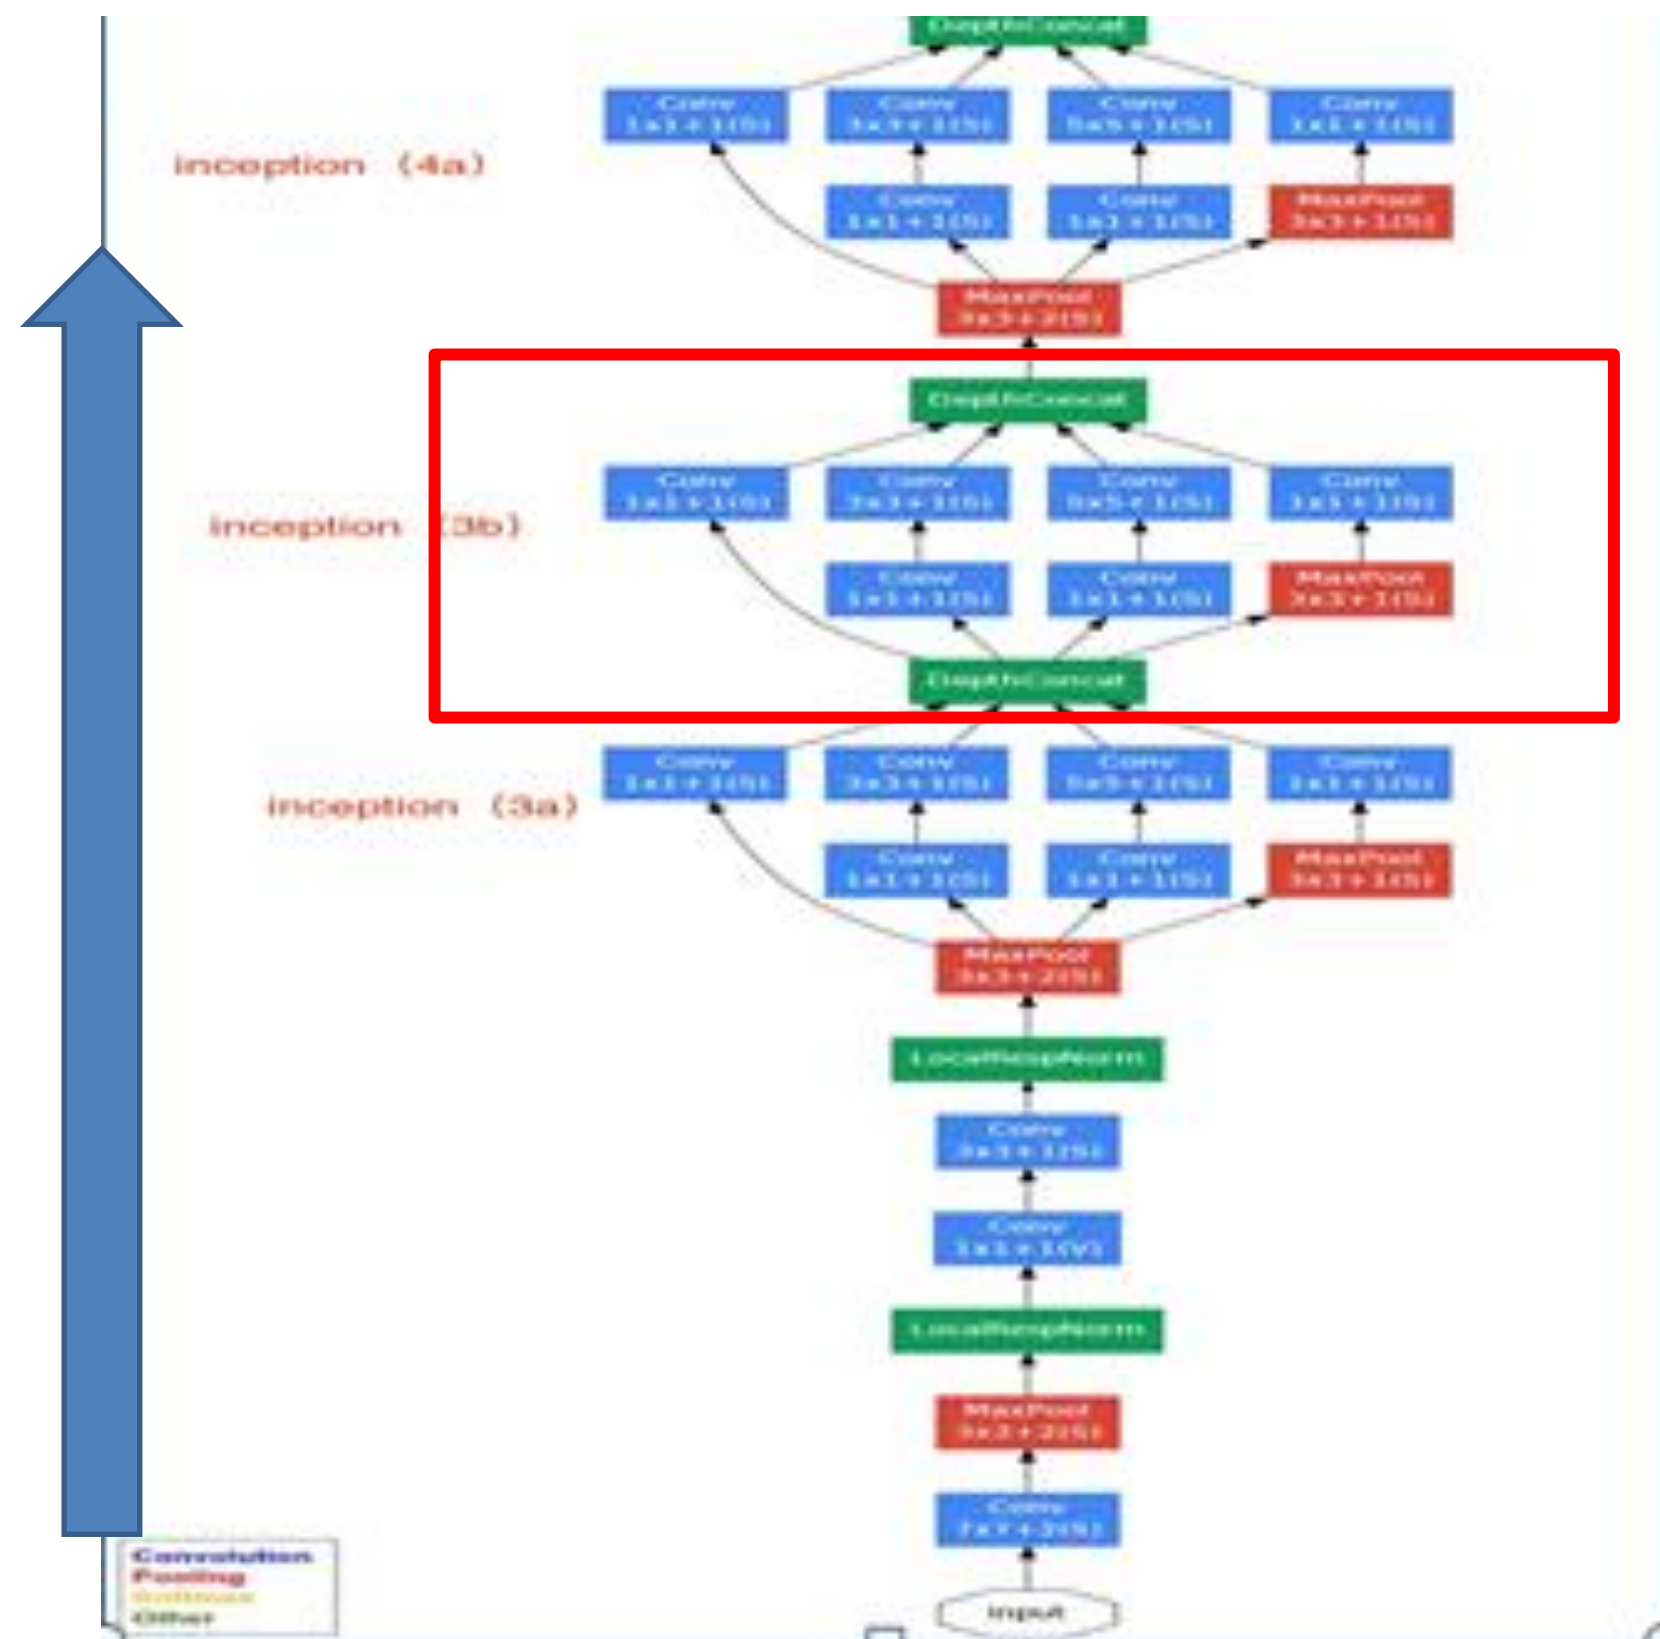 DepthConcat
Conv Conv Conv Conv
1x1+1(S) 3x3+1(S) 5x5+1(S) 1x1+1(S)
inception (4a)
Conv Conv MaxPool
1x1+1(S) 1x1+1(S) 3x3+1(S)
MaxPool
3x3+2(S)
DepthConcat
Conv Conv Conv Conv
1x1+1(S) 3x3+1(S) 5x5+1(S) 1x1+1(S)
inception (3b)
Conv Conv MaxPool
1x1+1(S) 1x1+1(S) 3x3+1(S)
DepthConcat
Conv Conv Conv Conv
1x1+1(S) 3x3+1(S) 5x5+1(S) 1x1+1(S)
inception (3a)
Conv Conv MaxPool
1x1+1(S) 1x1+1(S) 3x3+1(S)
MaxPool
3x3+2(S)
LocalRespNorm
Conv
3x3+1(S)
Conv
1x1+1(V)
LocalRespNorm
MaxPool
3x3+2(S)
Conv
7x7+2(S)
Convolution
Pooling
Softmax
Other
input